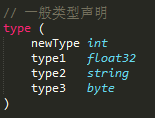 // 一般类型声明
type (
newType int
type1 float32
type2 string
type3 byte
)